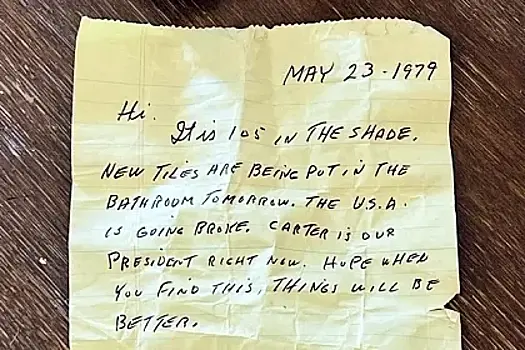 MAY 23-1979
Hi.
It is 105 IN THE SHADE.
NEW TILES ARE BEING PUT IN THE
BATHROOM TOMORROW. THE U.S.A.
IS GOING BROKE. CARTER is OUR
PRESIDENT RIGHT NOW. HOPE WHEN
YOU FIND THIS, THINGS WILL BE
BETTER.